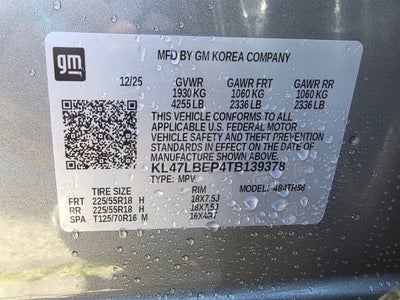 gm
MFD BY GM KOREA COMPANY
12/25 GVWR GAWR FRT GAWR RR
1930 KG 1060 KG 1060 KG
4255 LB 2336 LB 2336 LB
THIS VEHICLE CONFORMS TO ALL
APPLICABLE U.S. FEDERAL MOTOR
VEHICLE SAFETY AND THEFT PREVENTION
STANDARDS IN EFFECT ON THE DATE OF
MANUFACTURE SHOWN ABOVE.
KL47LBEP4TB139378
TYPE: MPV MODEL: 4B4TH56
TIRE SIZE RIM
FRT 225/55R18 H 18X7.5J
RR 225/55R18 H 18X7.5J
SPA T125/70R16 M 16X4BT